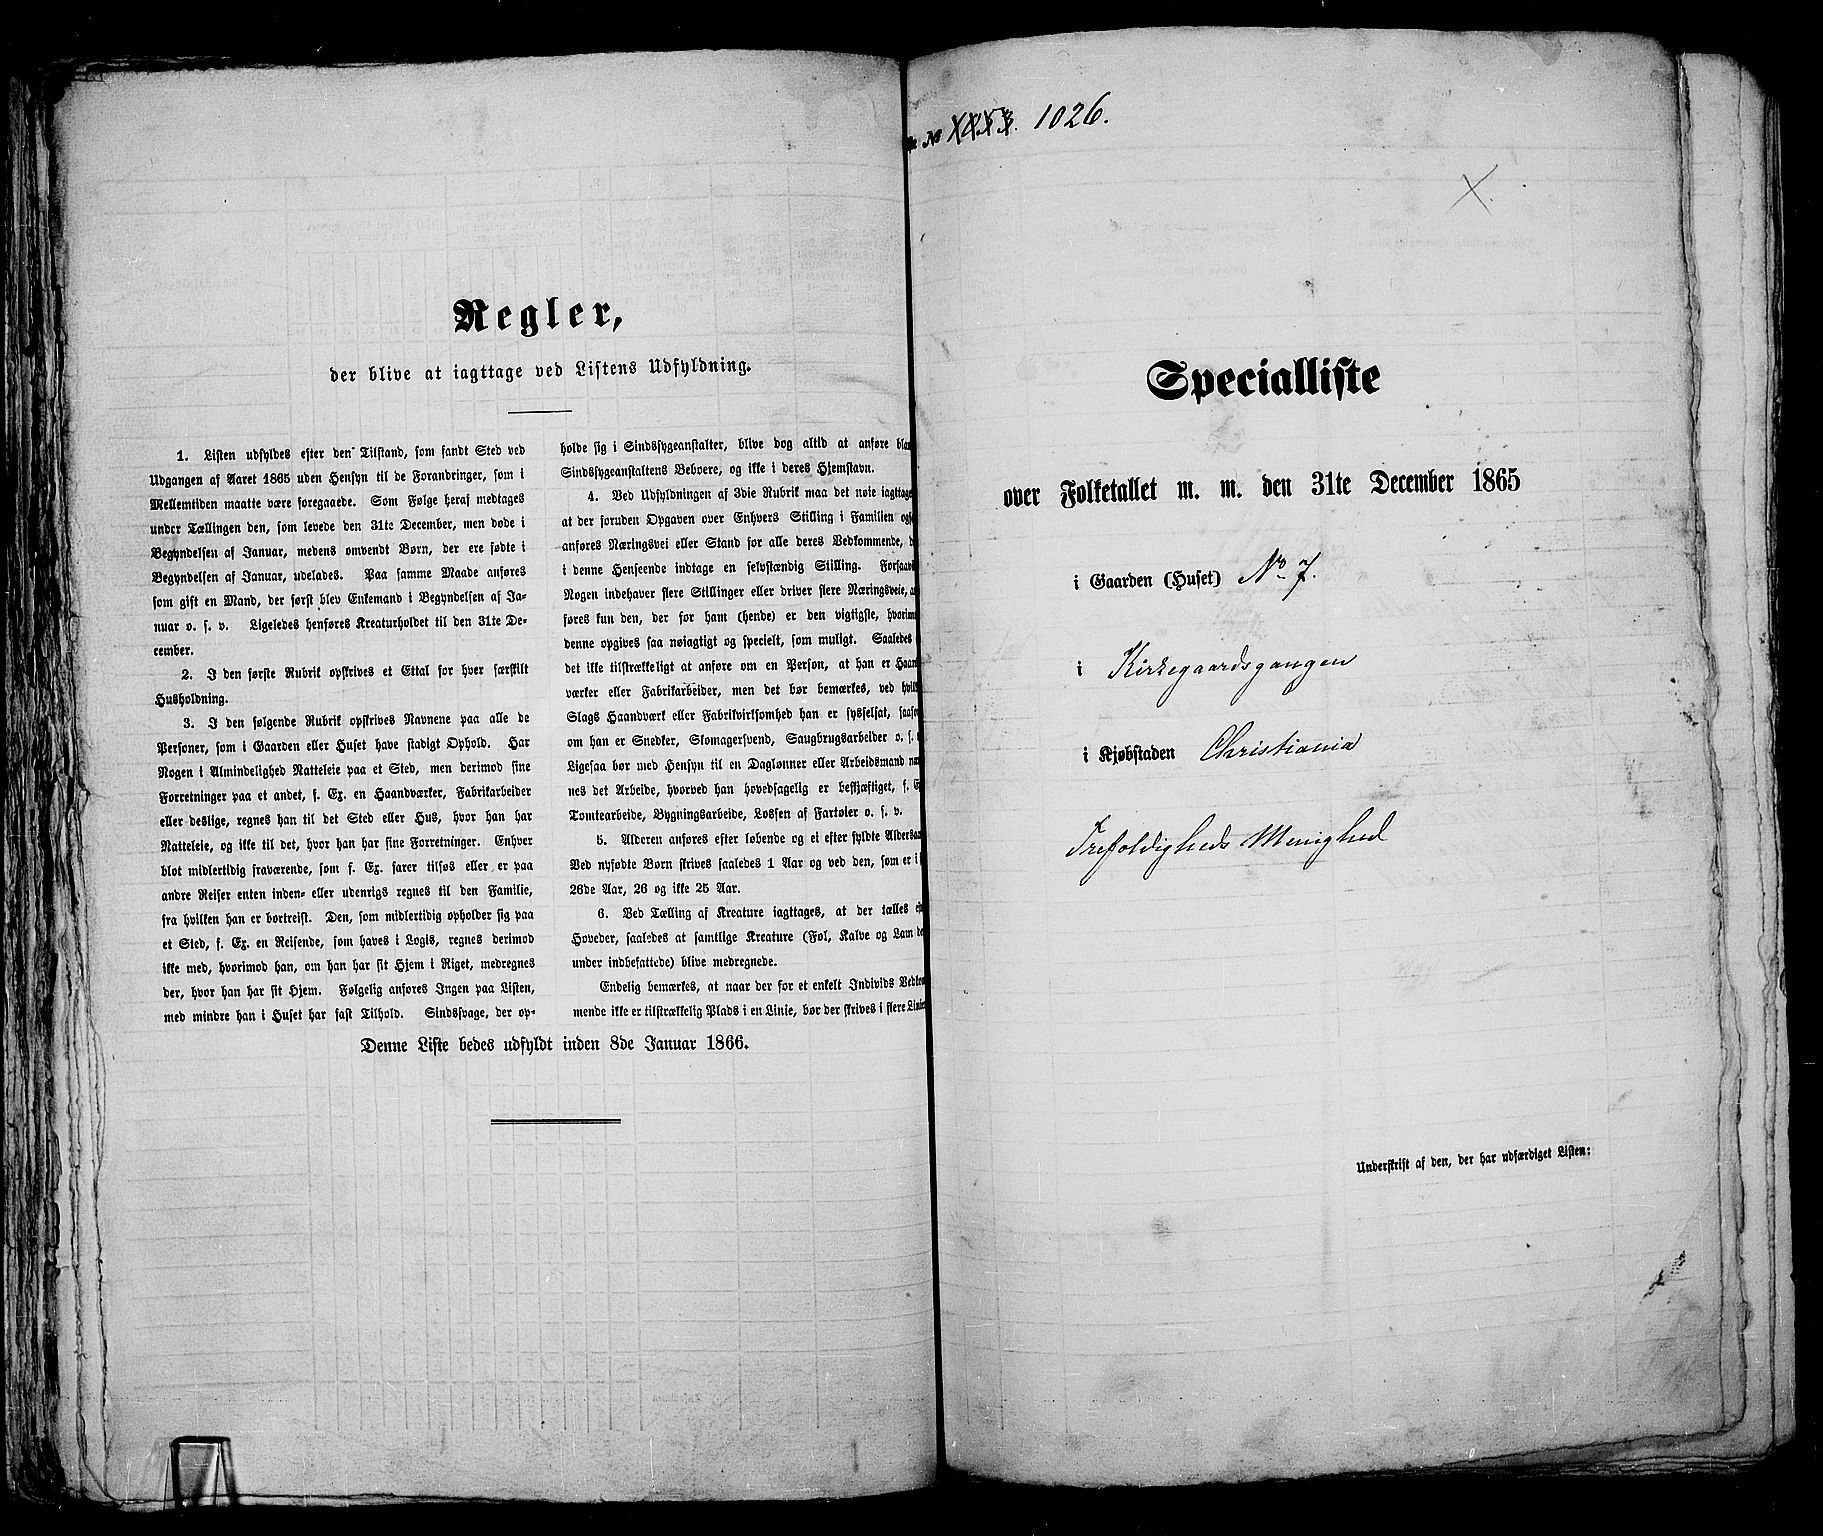 Regler,
der blive at iagttage ved Listens Udfyldning.
1. Listen udfyldes efter den Tilstand, som fandt Sted ved
Udgangen af Aaret 1865 uden Hensyn til de Forandringer, som i
Mellemtiden maatte være foregaaede. Som Følge heraf medtages
under Tællingen den, som levede den 31te December, men døde i
Begyndelsen af Januar, medens omvendt Børn, der ere fødte i
Begyndelsen af Januar, udelades. Paa samme Maade anføres
som gift en Mand, der først blev Enkemand i Begyndelsen af Ja-
nuar o. s. v. Ligeledes henføres Kreaturholdet til den 31te De-
cember.
2. I den første Rubrik opskrives et Ettal for hver særskilt
Husholdning.
3. I den følgende Rubrik opskrives Navnene paa alle de
Personer, som i Gaarden eller Huset have stadigt Ophold. Har
Nogen i Almindelighed Natteleie paa et Sted, men derimod sine
Forretninger paa et andet, f. Ex. en Haandværker, Fabrikarbeider
eller deslige, regnes han til det Sted eller Hus, hvor han har
Natteleie, og ikke til det, hvor han har sine Forretninger. Enhver
blot midlertidig fraværende, som f. Ex. farer tilsøs eller er paa
andre Reiser enten inden- eller udenrigs regnes til den Familie,
fra hvilken han er bortreist. Den, som midlertidig opholder sig paa
et Sted, f. Ex. en Reisende, som haves i Logis, regnes derimod
ikke med, hvorimod han, om han har sit Hjem i Riget, medregnes
der, hvor han har sit Hjem. Følgelig anføres Ingen paa Listen,
med mindre han i Huset har fast Tilhold. Sindssvage, der op-
holde sig i Sindssygeanstalter, blive dog altid at anføre blan
Sindssygeanstaltens Beboere, og ikke i deres Hjemstavn.
4. Ved Udfyldningen af 3die Rubrik maa det nøie iagttage
at der foruden Opgaven over Enhvers Stilling i Familien ogs
anføres Næringsvei eller Stand for alle deres Vedkommende, d
i denne Henseende indtage en selvstændig Stilling. Forsaavi
Nogen indehaver flere Stillinger eller driver flere Næringsveie, a
føres kun den, der for ham (hende) er den vigtigste, hvorim
denne opgives saa nøiagtigt og specielt, som muligt. Saaledes
det ikke tilstrækkeligt at anføre om en Person, at han er Haan
værker eller Fabrikarbeider, men det bør bemærkes, ved hvil
Slags Haandværk eller Fabrikvirksomhed han er sysselsat, saaso
om han er Snedker, Skomagersvend, Saugbrugsarbeider o. s. v
Ligesaa bør med Hensyn til en Daglønner eller Arbeidsmand næ
nes det Arbeide, hvorved han hovedsagelig er beskjæftiget, f. E
Tomtearbeide, Bygningsarbeide, Lossen af Fartøier o. s. v.
5. Alderen anføres efter løbende og ei efter fyldte Aldersaa
Ved nyfødte Børn skrives saaledes 1 Aar og ved den, som er i s
26de Aar, 26 og ikke 25 Aar.
6. Ved Tælling af Kreature iagttages, at der tælles ef
Hoveder, saaledes at samtlige Kreature (Føl, Kalve og Lam de
under indbefattede) blive medregnede.
Endelig bemærkes, at naar der for et enkelt Individs Vedkom
mende ikke er tilstrækkelig Plads i en Linie, bør der skrives i flere Linie
Denne Liste bedes udfyldt inden 8de Januar 1866.
No 1026.
X
Specialliste
over Folketallet m. m. den 31te December 1865
i Gaarden (Huset) No 7.
i Kirkegaardsgangen
i Kjøbstaden Christiania
Trefoldigheds Menighed
Underskrift af den, der har udfærdiget Listen: